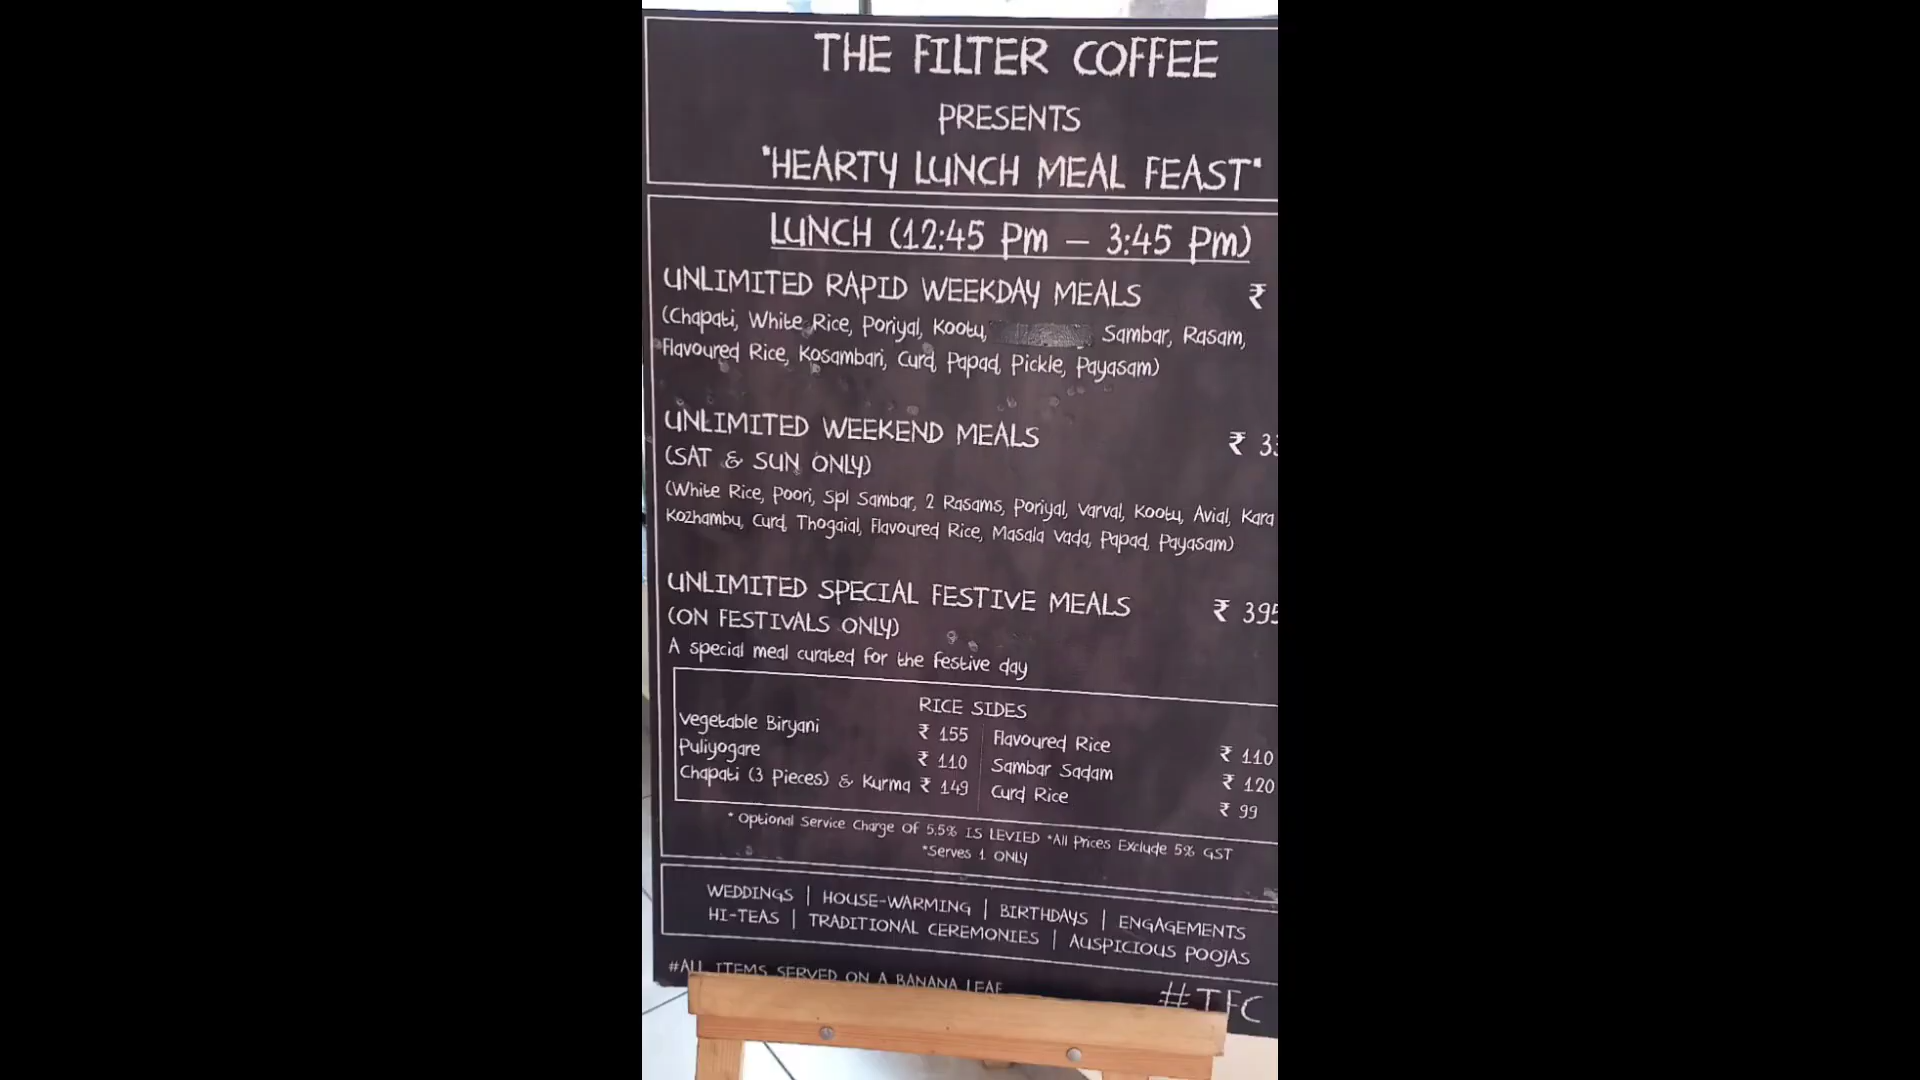 THE FILTER COFFEE
PRESENTS
"HEARTY LUNCH MEAL FEAST"
LUNCH (12:45 Pm – 3:45 Pm)
UNLIMITED RAPID WEEKDAY MEALS ₹
(Chapati, White Rice, Poriyal, Kootu, Sambar, Rasam,
Flavoured Rice, Kosambari, Curd, Papad, Pickle, Payasam)
UNLIMITED WEEKEND MEALS ₹
(SAT & SUN ONLY)
(White Rice, Poori, Spl Sambar, 2 Rasams, Poriyal, Varval, Kootu, Avial, Kara
Kozhambu, Curd, Thogaial, Flavoured Rice, Masala Vada, Papad, Payasam)
UNLIMITED SPECIAL FESTIVE MEALS ₹ 395
(ON FESTIVALS ONLY)
A special meal curated for the festive day
RICE SIDES
Vegetable Biryani ₹ 155 Flavoured Rice ₹ 110
Puliyogare ₹ 110 Sambar Sadam ₹ 120
Chapati (3 Pieces) & Kurma ₹ 149 Curd Rice ₹ 99
* Optional Service Charge Of 5.5% IS LEVIED *All Prices Exclude 5% GST
*Serves 1 ONLY
WEDDINGS | HOUSE-WARMING | BIRTHDAYS | ENGAGEMENTS
HI-TEAS | TRADITIONAL CEREMONIES | AUSPICIOUS POOJAS
#ALL ITEMS SERVED ON A BANANA LEAF
#TFC